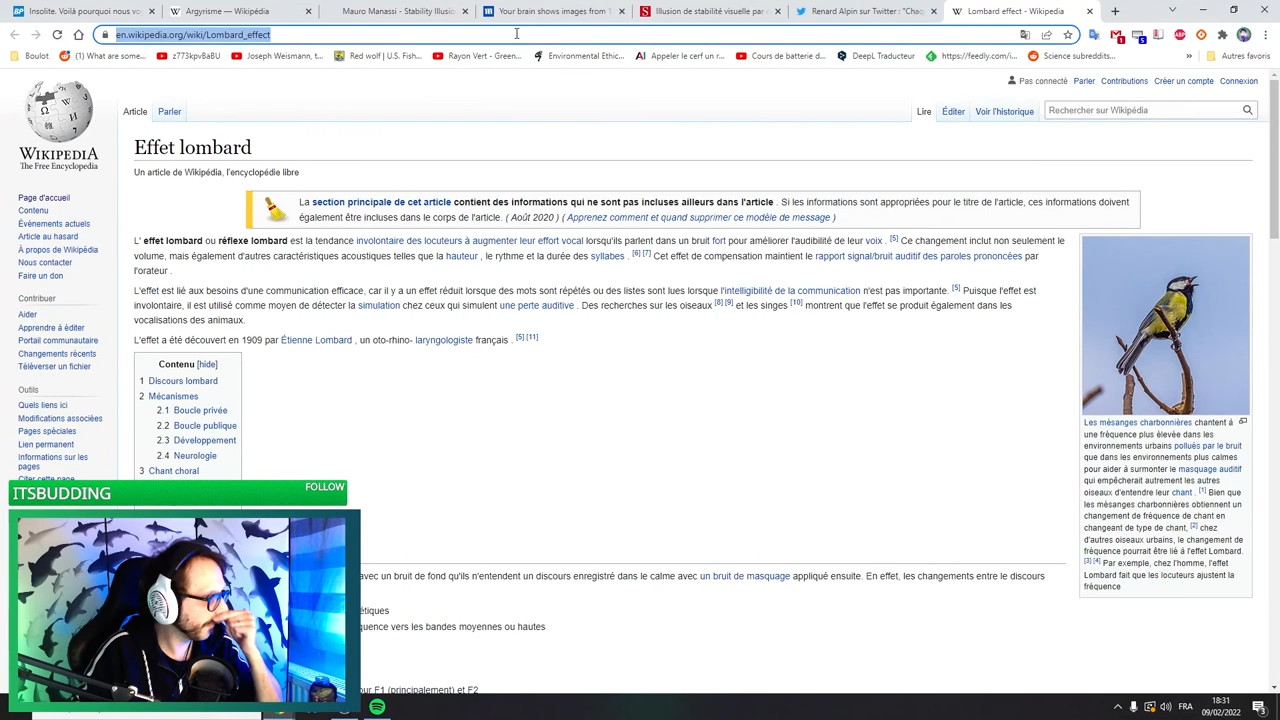 Insolite. Voulez-vous v
Argyrisme — Wikipédia
Mauro Manassi - Stability Illusio
Your brain shows images from 1
Illusion de stabilité visuelle par c
Renard Alpin sur Twitter : "Chaq
Lombard effect - Wikipedia
en.wikipedia.org/wiki/Lombard_effect
Boulot
(1) What are some...
z773kpvBaBU
Joseph Weismann, t...
Red wolf | U.S. Fish...
Rayon Vert - Green...
Environmental Ethic...
Appeler le cerf un r...
Cours de batterie d...
DeepL Traducteur
https://feedly.com/i...
Science subreddits...
»
Autres favoris
Pas connecté Parler Contributions Créer un compte Connexion
Article Parler
Lire Éditer Voir l'historique
Rechercher sur Wikipédia
WIKIPEDIA
The Free Encyclopedia
Effet lombard
Un article de Wikipédia, l'encyclopédie libre
La section principale de cet article contient des informations qui ne sont pas incluses ailleurs dans l'article . Si les informations sont appropriées pour le titre de l'article, ces informations doivent
également être incluses dans le corps de l'article. ( Août 2020 ) ( Apprenez comment et quand supprimer ce modèle de message )
L' effet lombard ou réflexe lombard est la tendance involontaire des locuteurs à augmenter leur effort vocal lorsqu'ils parlent dans un bruit fort pour améliorer l'audibilité de leur voix . [5] Ce changement inclut non seulement le
volume, mais également d'autres caractéristiques acoustiques telles que la hauteur , le rythme et la durée des syllabes . [6] [7] Cet effet de compensation maintient le rapport signal/bruit auditif des paroles prononcées par
l'orateur .
L'effet est lié aux besoins d'une communication efficace, car il y a un effet réduit lorsque des mots sont répétés ou des listes sont lues lorsque l'intelligibilité de la communication n'est pas importante. [5] Puisque l'effet est
involontaire, il est utilisé comme moyen de détecter la simulation chez ceux qui simulent une perte auditive . Des recherches sur les oiseaux [8] [9] et les singes [10] montrent que l'effet se produit également dans les
vocalisations des animaux.
L'effet a été découvert en 1909 par Étienne Lombard , un oto-rhino- laryngologiste français . [5] [11]
Contenu [hide]
1 Discours lombard
2 Mécanismes
2.1 Boucle privée
2.2 Boucle publique
2.3 Développement
2.4 Neurologie
3 Chant choral
Page d'accueil
Contenu
Évènements actuels
Article au hasard
À propos de Wikipédia
Nous contacter
Faire un don
Contribuer
Aider
Apprendre à éditer
Portail communautaire
Changements récents
Téléverser un fichier
Outils
Quels liens ici
Modifications associées
Pages spéciales
Lien permanent
Informations sur les
pages
Citer cette page
Les mésanges charbonnières chantent à
une fréquence plus élevée dans les
environnements urbains pollués par le bruit
que dans les environnements plus calmes
pour aider à surmonter le masquage auditif
qui empêcherait autrement les autres
oiseaux d'entendre leur chant . [1] Bien que
les mésanges charbonnières obtiennent un
changement de fréquence de chant en
changeant de type de chant, [2] chez
d'autres oiseaux urbains, le changement de
fréquence pourrait être lié à l'effet Lombard.
[3] [4] Par exemple, chez l'homme, l'effet
Lombard fait que les locuteurs ajustent la
fréquence
ITSBUDDING
FOLLOW
avec un bruit de fond qu'ils n'entendent un discours enregistré dans le calme avec un bruit de masquage appliqué ensuite. En effet, les changements entre le discours
étiques
quence vers les bandes moyennes ou hautes
our F1 (principalement) et F2
FRA
18:31
09/02/2022